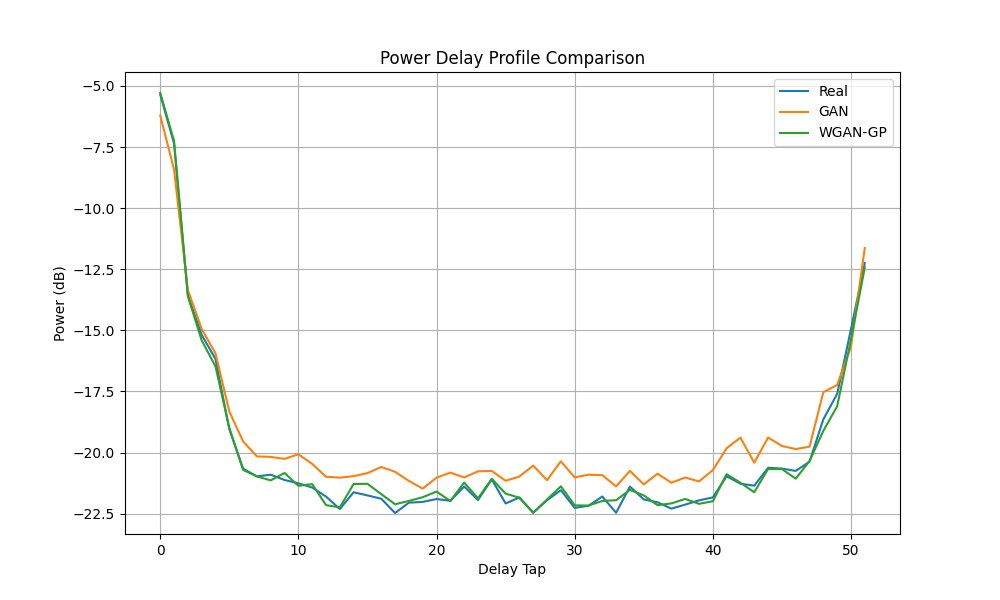 Power Delay Profile Comparison
Real
GAN
WGAN-GP
Power (dB)
−5.0
−7.5
−10.0
−12.5
−15.0
−17.5
−20.0
−22.5
0 10 20 30 40 50
Delay Tap